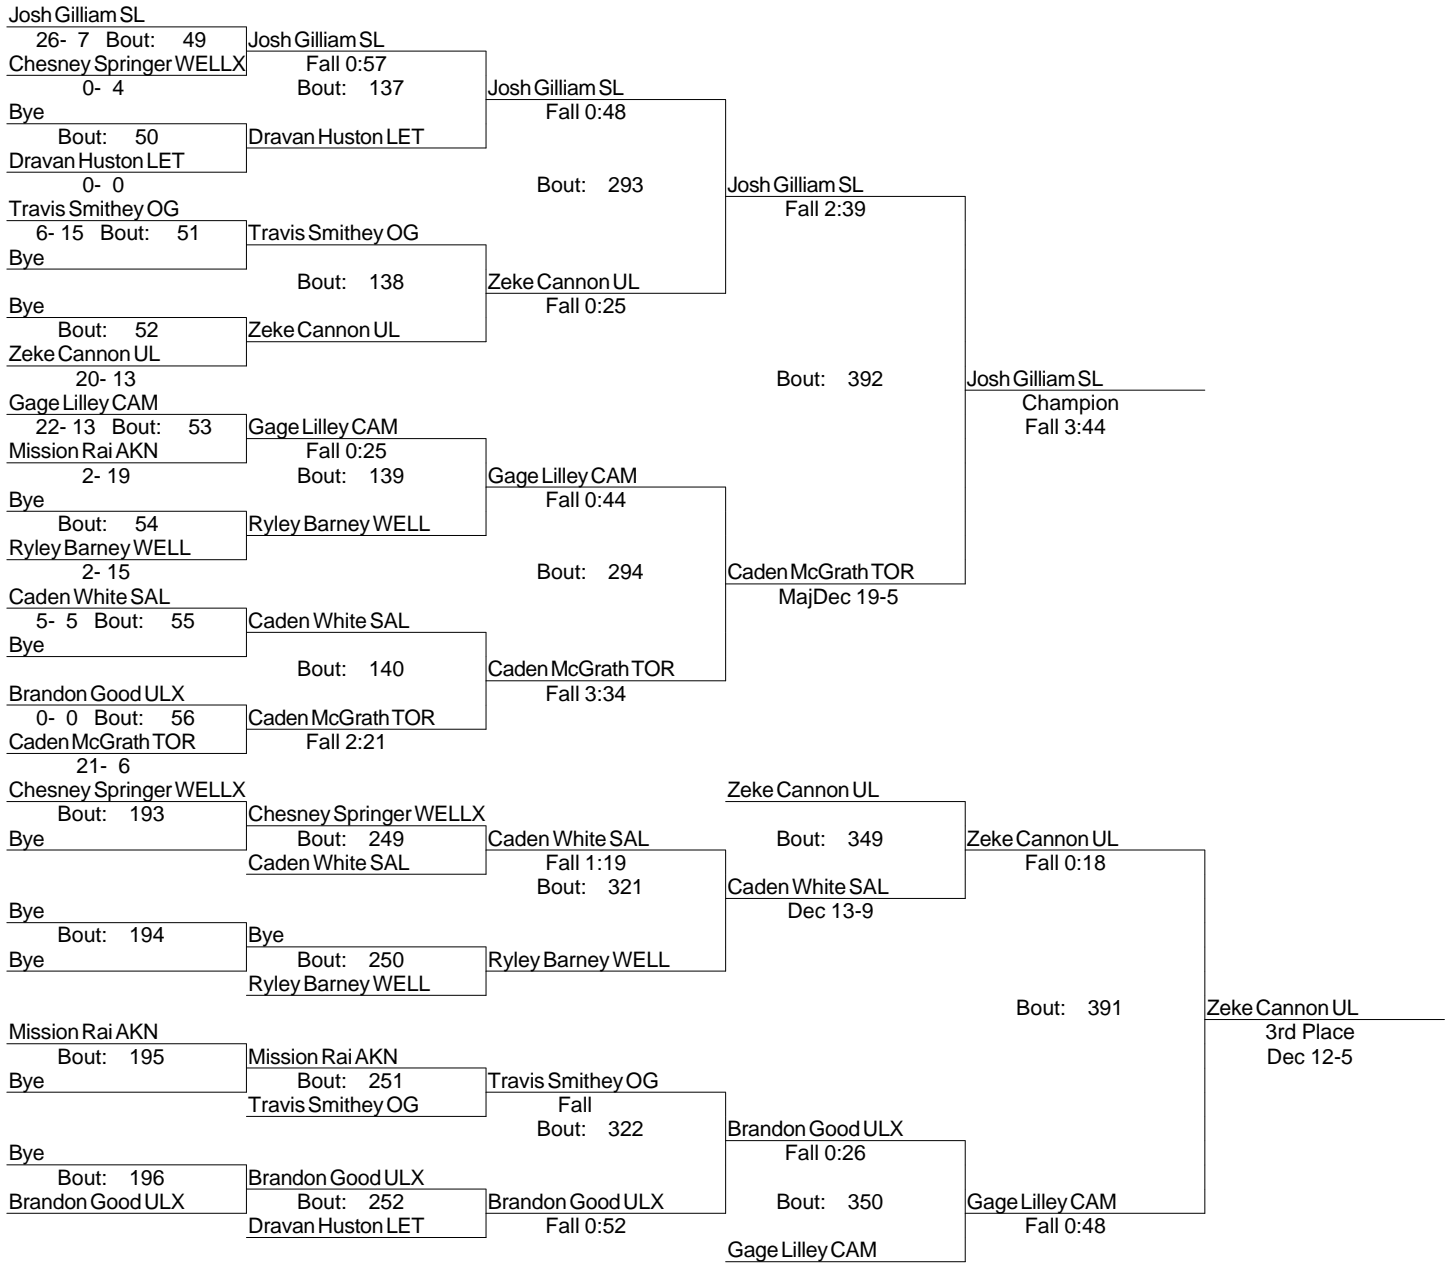 Josh Gilliam SL
26- 7 Bout: 49 Josh Gilliam SL
Chesney Springer WELLX Fall 0:57
0- 4 Bout: 137 Josh Gilliam SL
Bye Fall 0:48
Bout: 50 Dravan Huston LET
Dravan Huston LET
0- 0 Bout: 293 Josh Gilliam SL
Travis Smithey OG Fall 2:39
6- 15 Bout: 51 Travis Smithey OG
Bye
Bout: 138 Zeke Cannon UL
Bye Fall 0:25
Bout: 52 Zeke Cannon UL
Zeke Cannon UL
20- 13 Bout: 392 Josh Gilliam SL
Gage Lilley CAM Champion
22- 13 Bout: 53 Gage Lilley CAM Fall 3:44
Mission Rai AKN Fall 0:25
2- 19 Bout: 139 Gage Lilley CAM
Bye Fall 0:44
Bout: 54 Ryley Barney WELL
Ryley Barney WELL
2- 15 Bout: 294 Caden McGrath TOR
Caden White SAL MajDec 19-5
5- 5 Bout: 55 Caden White SAL
Bye
Bout: 140 Caden McGrath TOR
Brandon Good ULX Fall 3:34
0- 0 Bout: 56 Caden McGrath TOR
Caden McGrath TOR Fall 2:21
21- 6
Chesney Springer WELLX Zeke Cannon UL
Bout: 193 Chesney Springer WELLX
Bye Bout: 249 Caden White SAL Bout: 349 Zeke Cannon UL
Caden White SAL Fall 1:19 Fall 0:18
Bout: 321 Caden White SAL
Bye Dec 13-9
Bout: 194 Bye
Bye Bout: 250 Ryley Barney WELL
Ryley Barney WELL
Bout: 391 Zeke Cannon UL
Mission Rai AKN 3rd Place
Bout: 195 Mission Rai AKN Dec 12-5
Bye Bout: 251 Travis Smithey OG
Travis Smithey OG Fall
Bout: 322 Brandon Good ULX
Bye Fall 0:26
Bout: 196 Brandon Good ULX
Brandon Good ULX Bout: 252 Brandon Good ULX Bout: 350 Gage Lilley CAM
Dravan Huston LET Fall 0:52 Fall 0:48
Gage Lilley CAM